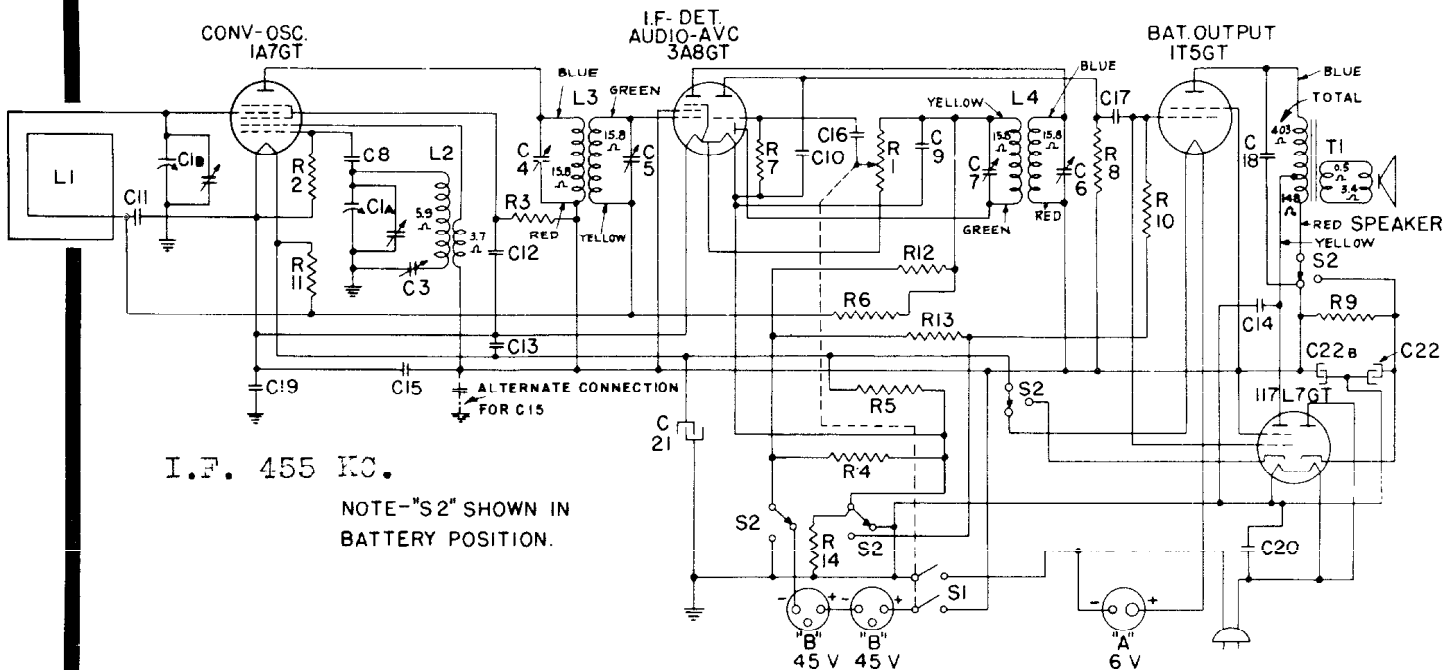 CONV-OSC.
1A7GT
I.F.- DET.
AUDIO-AVC
3A8GT
BAT. OUTPUT
1T5GT
BLUE
GREEN
L3
YELLOW
L4
BLUE
BLUE
TOTAL
L1
C1B
C11
R2
R11
C8
C1A
L2
5.9 Ω
3.7 Ω
C3
C4
15.8 Ω
15.8 Ω
C5
R3
RED
YELLOW
C12
R7
C10
C16
R1
C9
C7
15.8 Ω
15.8 Ω
C6
GREEN
RED
C17
R8
R10
C18
403 Ω
148 Ω
T1
0.5 Ω
3.4 Ω
RED
SPEAKER
YELLOW
S2
R12
R6
R13
R9
C14
C13
C19
C15
ALTERNATE CONNECTION
FOR C15
C21
R5
R4
S2
C22B
C22
117L7GT
I.F. 455 KC.
NOTE-"S2" SHOWN IN
BATTERY POSITION.
S2
R14
S2
S1
C20
- +
- +
- +
"B"
45 V
"B"
45 V
"A"
6 V